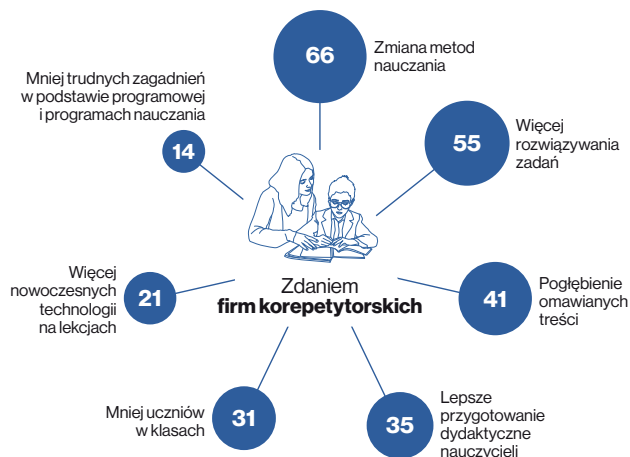 66
Zmiana metod
nauczania
Mniej trudnych zagadnień
w podstawie programowej
i programach nauczania
14
55
Więcej
rozwiązywania
zadań
Więcej
nowoczesnych
technologii
na lekcjach
21
Zdaniem
firm korepetytorskich
41
Pogłębienie
omawianych
treści
Mniej uczniów
w klasach
31
35
Lepsze
przygotowanie
dydaktyczne
nauczycieli